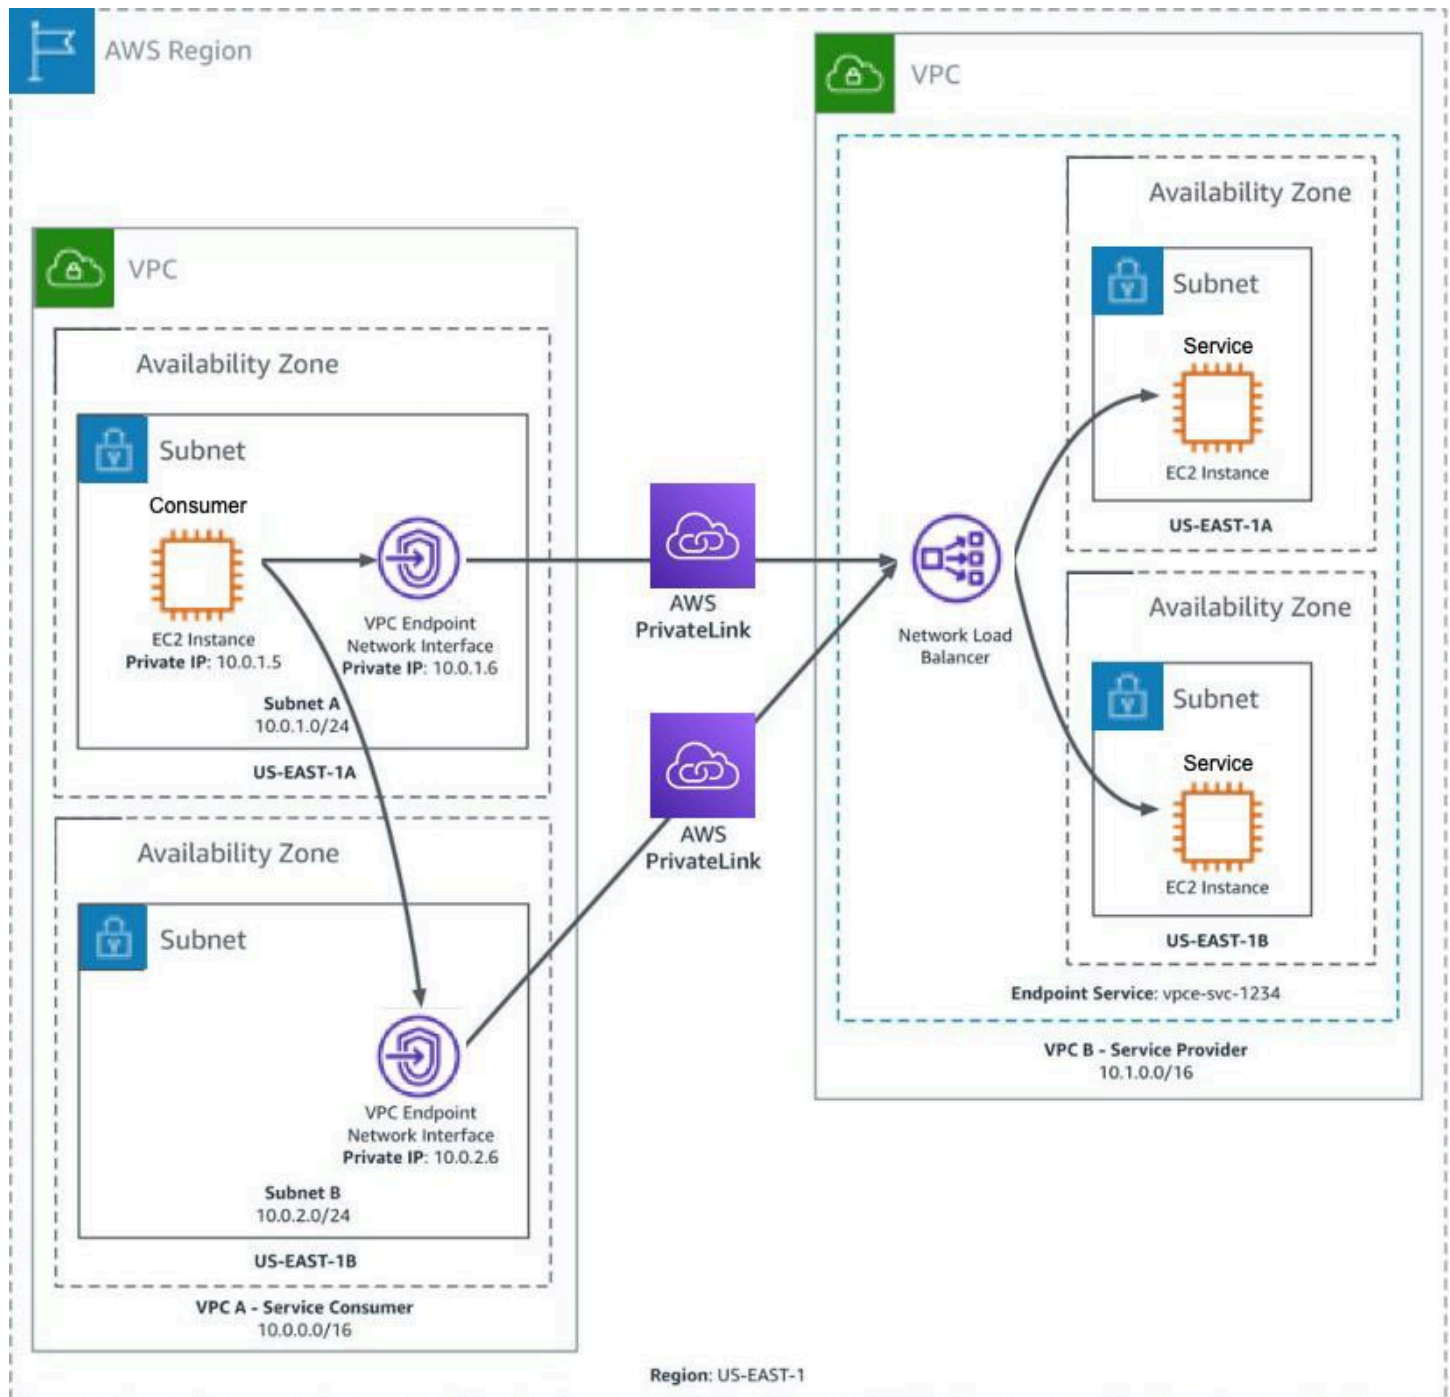 AWS Region
VPC
Availability Zone
Subnet
Consumer
EC2 Instance
Private IP: 10.0.1.5
VPC Endpoint
Network Interface
Private IP: 10.0.1.6
Subnet A
10.0.1.0/24
US-EAST-1A
Availability Zone
Subnet
VPC Endpoint
Network Interface
Private IP: 10.0.2.6
Subnet B
10.0.2.0/24
US-EAST-1B
VPC A - Service Consumer
10.0.0.0/16
AWS
PrivateLink
AWS
PrivateLink
VPC
Availability Zone
Subnet
Service
EC2 Instance
US-EAST-1A
Network Load
Balancer
Availability Zone
Subnet
Service
EC2 Instance
US-EAST-1B
Endpoint Service: vpce-svc-1234
VPC B - Service Provider
10.1.0.0/16
Region: US-EAST-1